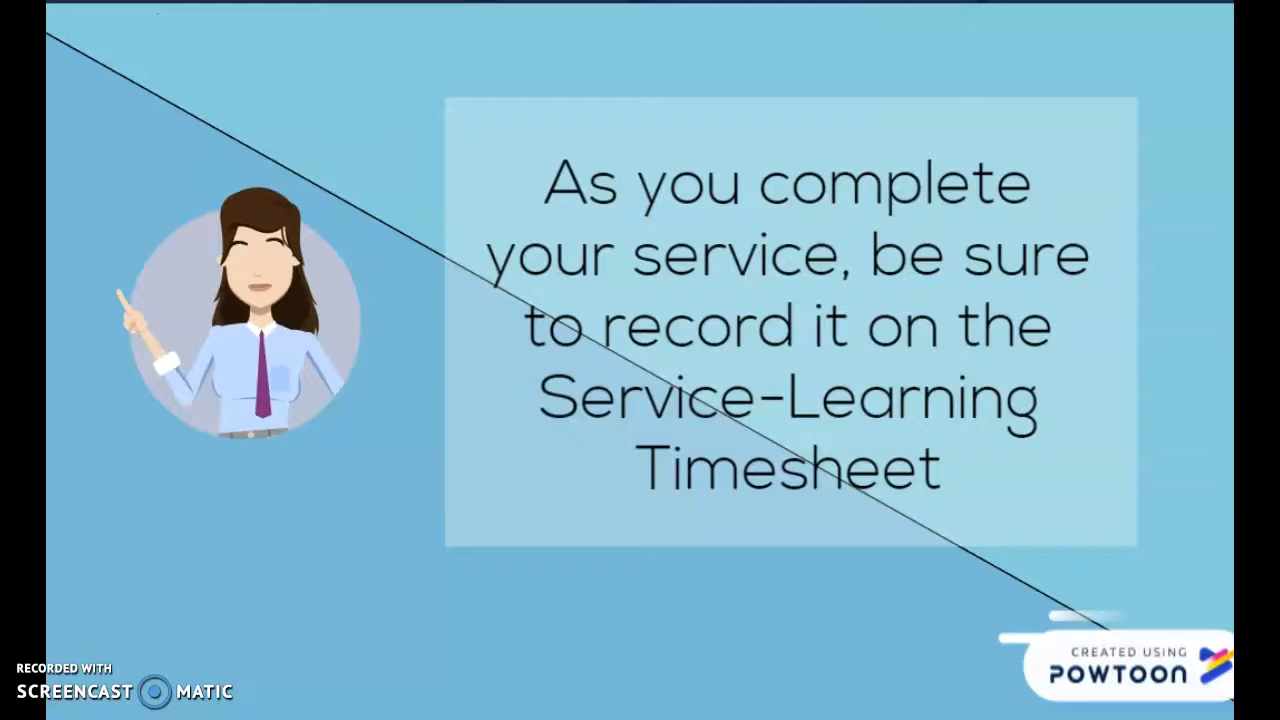 As you complete
your service, be sure
to record it on the
Service-Learning
Timesheet
CREATED USING
POWTOON
RECORDED WITH
SCREENCAST MATIC